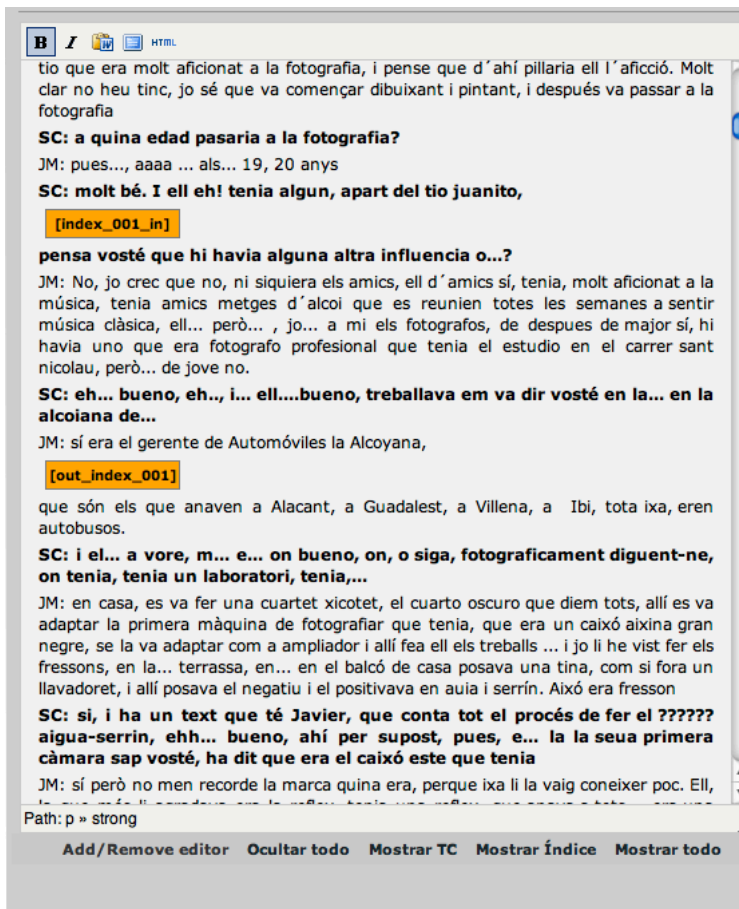 B I HTML
tio que era molt aficionat a la fotografia, i pense que d´ahí pillaria ell l´aficció. Molt
clar no heu tinc, jo sé que va començar dibuixant i pintant, i después va passar a la
fotografia
SC: a quina edad pasaria a la fotografia?
JM: pues..., aaaa ... als... 19, 20 anys
SC: molt bé. I ell eh! tenia algun, apart del tio juanito,
[index_001_in]
pensa vosté que hi havia alguna altra influencia o...?
JM: No, jo crec que no, ni siquiera els amics, ell d´amics sí, tenia, molt aficionat a la
música, tenia amics metges d´alcoi que es reunien totes les semanes a sentir
música clàsica, ell... però... , jo... a mi els fotografos, de despues de major sí, hi
havia uno que era fotografo profesional que tenia el estudio en el carrer sant
nicolau, però... de jove no.
SC: eh... bueno, eh.., i... ell....bueno, treballava em va dir vosté en la... en la
alcoiana de...
JM: sí era el gerente de Automóviles la Alcoyana,
[out_index_001]
que són els que anaven a Alacant, a Guadalest, a Villena, a Ibi, tota ixa, eren
autobusos.
SC: i el... a vore, m... e... on bueno, on, o siga, fotograficament diguent-ne,
on tenia, tenia un laboratori, tenia,...
JM: en casa, es va fer una cuartet xicotet, el cuarto oscuro que diem tots, allí es va
adaptar la primera màquina de fotografiar que tenia, que era un caixó aixina gran
negre, se la va adaptar com a ampliador i allí fea ell els treballs ... i jo li he vist fer els
fressons, en la... terrassa, en... en el balcó de casa posava una tina, com si fora un
llavadoret, i allí posava el negatiu i el positivava en auia i serrín. Aixó era fresson
SC: si, i ha un text que té Javier, que conta tot el procés de fer el ??????
aigua-serrin, ehh... bueno, ahí per supost, pues, e... la la seua primera
càmara sap vosté, ha dit que era el caixó este que tenia
JM: sí però no men recorde la marca quina era, perque ixa li la vaig coneixer poc. Ell,
Path: p » strong
Add/Remove editor Ocultar todo Mostrar TC Mostrar Índice Mostrar todo